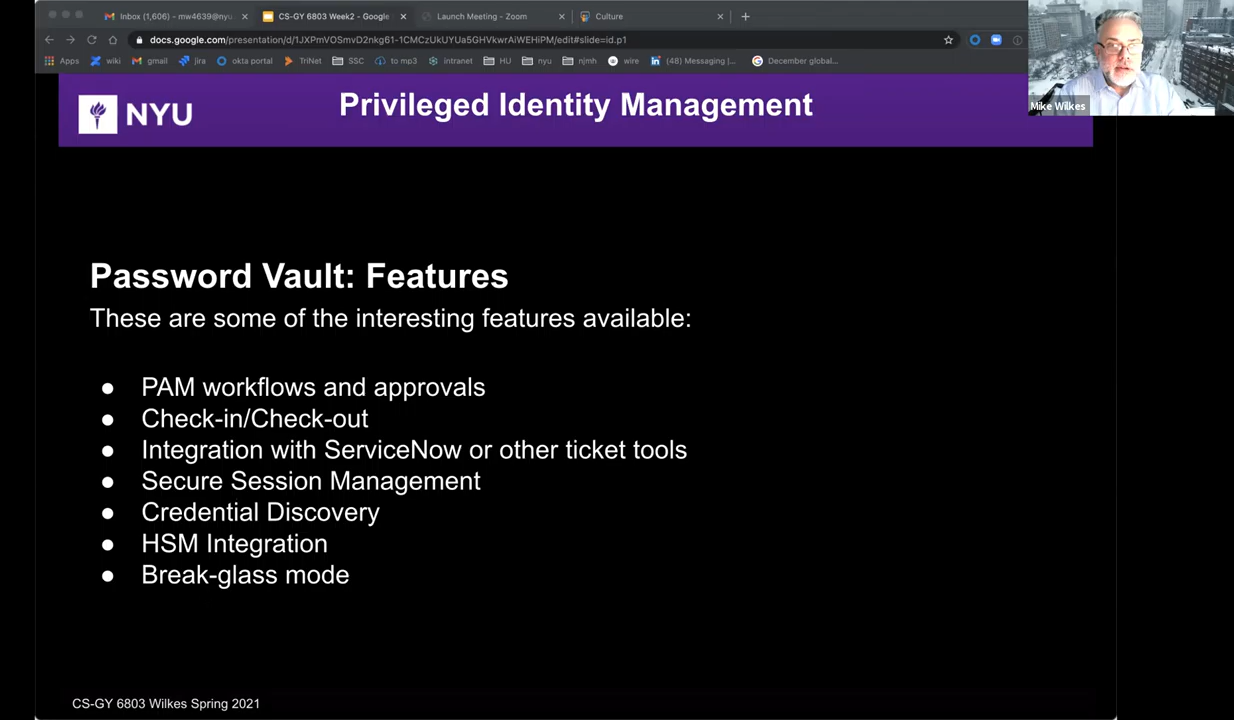 Inbox (1,606) - mw4639@nyu
CS-GY 6803 Week2 - Google
Launch Meeting - Zoom
Culture
docs.google.com/presentation/d/1JXPmVOSmvD2nkg61-1CMCzUkUYUa5GHVkwrAiWEHiPM/edit#slide=id.p1
Apps
wiki
gmail
jira
okta portal
TriNet
SSC
to mp3
intranet
HU
nyu
njmh
wire
(48) Messaging |...
December global...
Mike Wilkes
NYU
Privileged Identity Management
Password Vault: Features
These are some of the interesting features available:
● PAM workflows and approvals
● Check-in/Check-out
● Integration with ServiceNow or other ticket tools
● Secure Session Management
● Credential Discovery
● HSM Integration
● Break-glass mode
CS-GY 6803 Wilkes Spring 2021